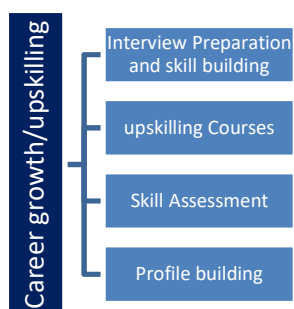 Career growth/upskilling
Interview Preparation
and skill building
upskilling Courses
Skill Assessment
Profile building